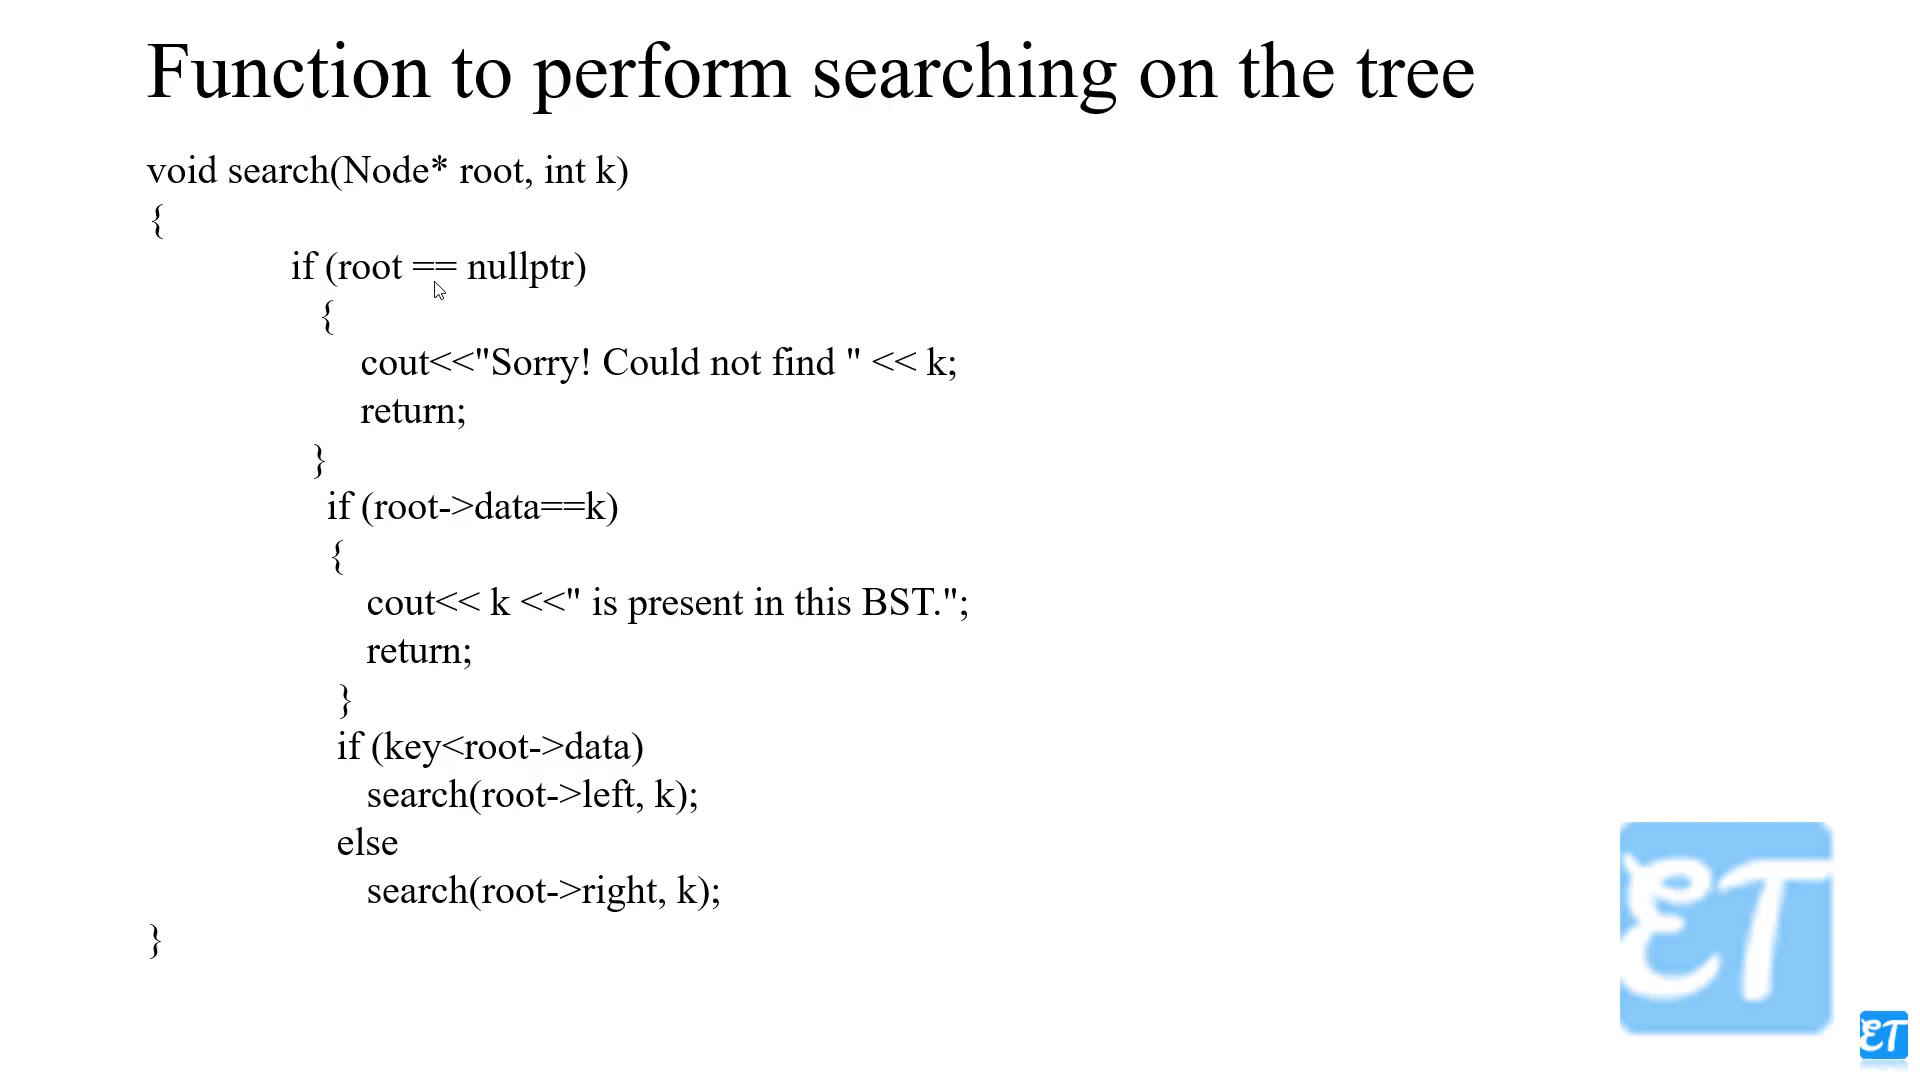 Function to perform searching on the tree
void search(Node* root, int k)
{
if (root == nullptr)
{
cout<<"Sorry! Could not find " << k;
return;
}
if (root->data==k)
{
cout<< k <<" is present in this BST.";
return;
}
if (key<root->data)
search(root->left, k);
else
search(root->right, k);
}
ET
ET